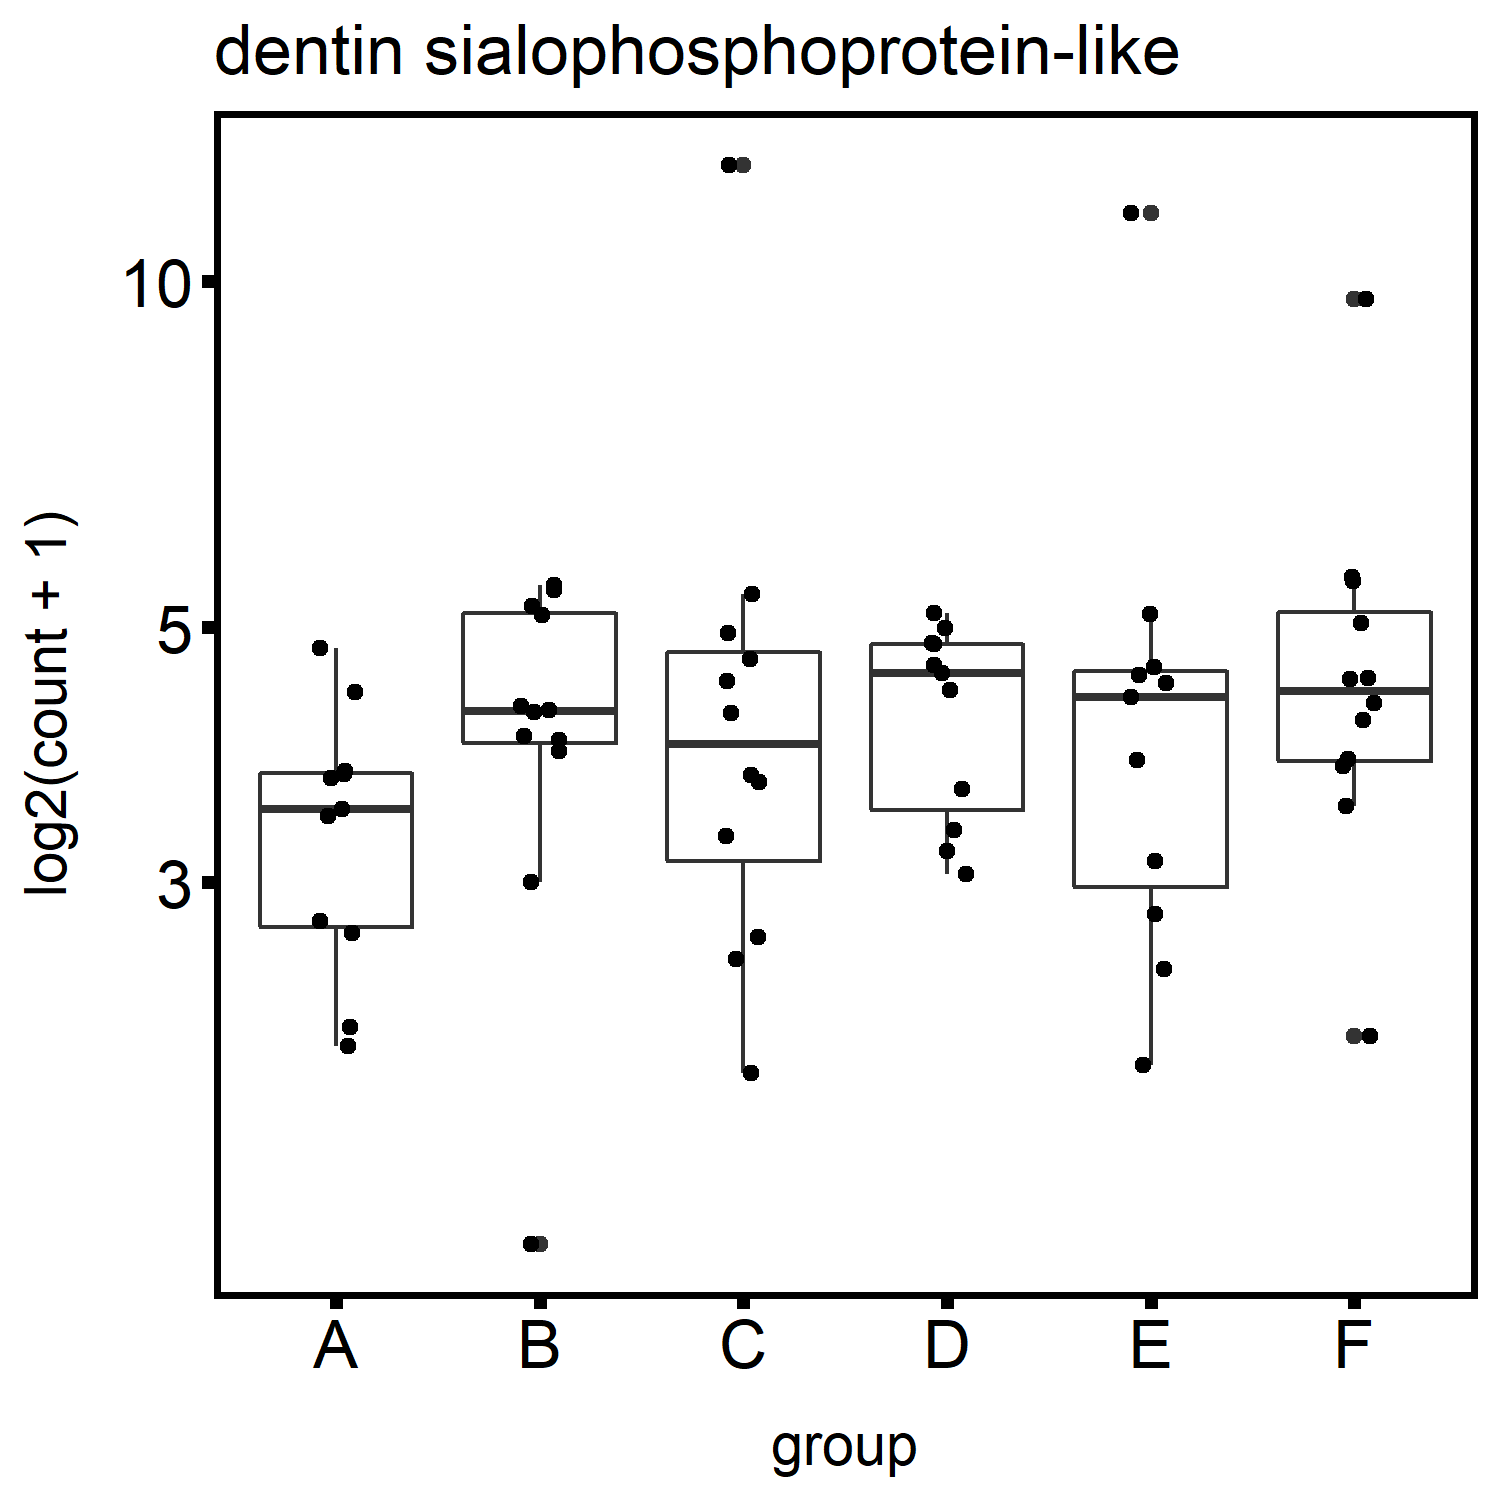 dentin sialophosphoprotein-like
log2(count + 1)
10
5
3
A B C D E F
group